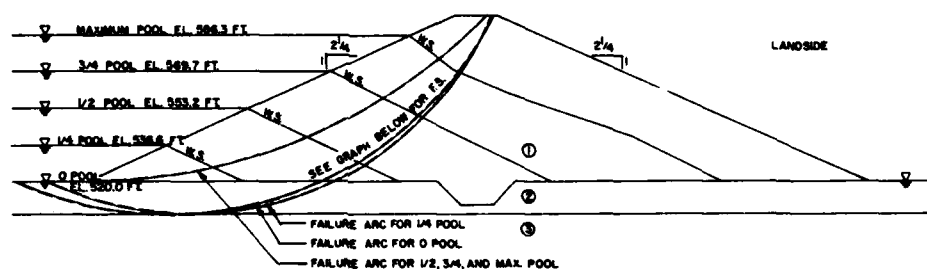 MAXIMUM POOL EL. 586.3 FT.
3/4 POOL EL. 569.7 FT.
1/2 POOL EL. 553.2 FT.
1/4 POOL EL. 536.6 FT.
0 POOL
EL. 520.0 FT.
2 1/4
1
2 1/4
1
LANDSIDE
W.S.
W.S.
W.S.
W.S.
SEE GRAPH BELOW FOR F.S.
①
②
③
FAILURE ARC FOR 1/4 POOL
FAILURE ARC FOR 0 POOL
FAILURE ARC FOR 1/2, 3/4, AND MAX. POOL